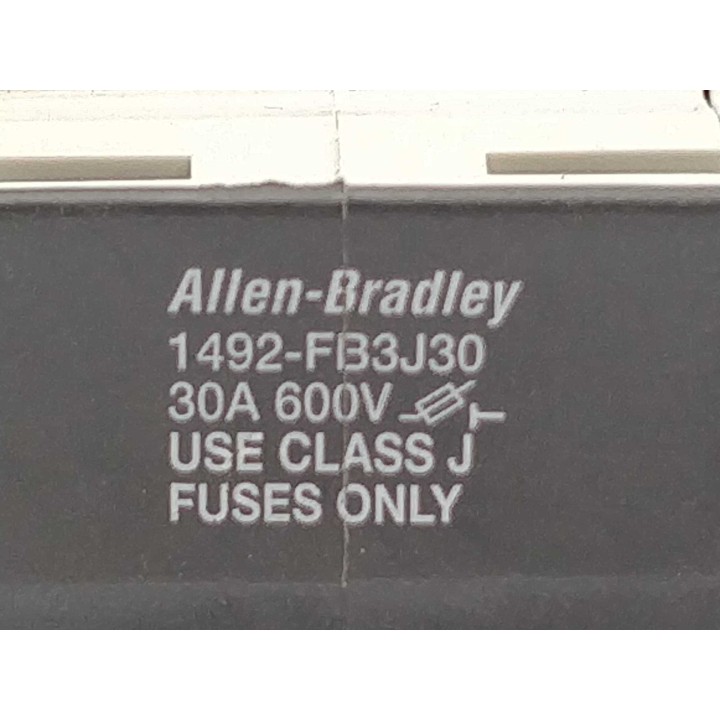 Allen-Bradley
1492-FB3J30
30A 600V
USE CLASS J
FUSES ONLY